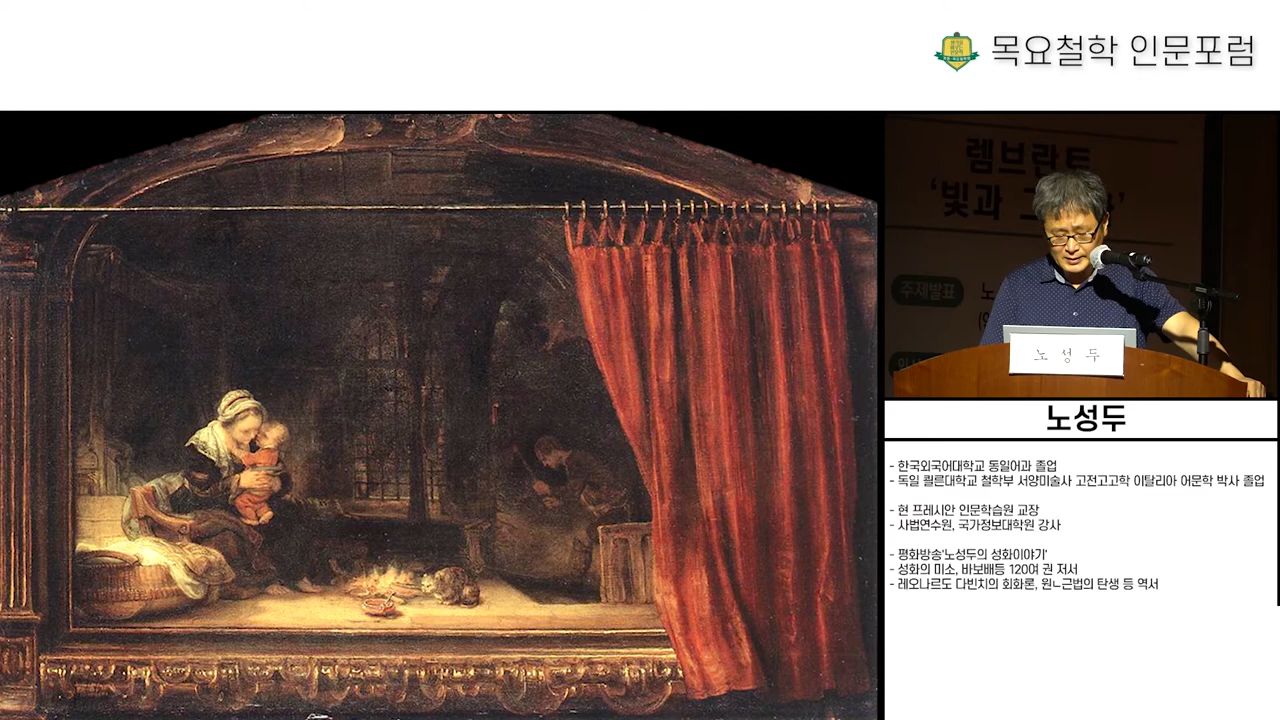 목요철학 인문포럼
렘브란트
'빛과
주제발표
노성두
노성두
- 한국외국어대학교 동일어과 졸업
- 독일 쾰른대학교 철학부 서양미술사 고전고고학 이탈리아 어문학 박사 졸업
- 현 프레시안 인문학습원 교장
- 사법연수원, 국가정보대학원 강사
- 평화방송'노성두의 성화이야기'
- 성화의 미소, 바보배등 120여 권 저서
- 레오나르도 다빈치의 회화론, 원ㄴ근법의 탄생 등 역서